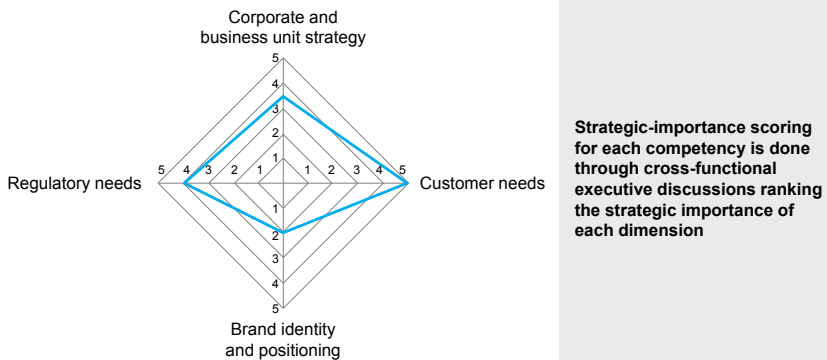 Corporate and
business unit strategy
5
4
3
2
1
5 4 3 2 1 1 2 3 4 5
Regulatory needs
Customer needs
1
2
3
4
5
Brand identity
and positioning
Strategic-importance scoring
for each competency is done
through cross-functional
executive discussions ranking
the strategic importance of
each dimension